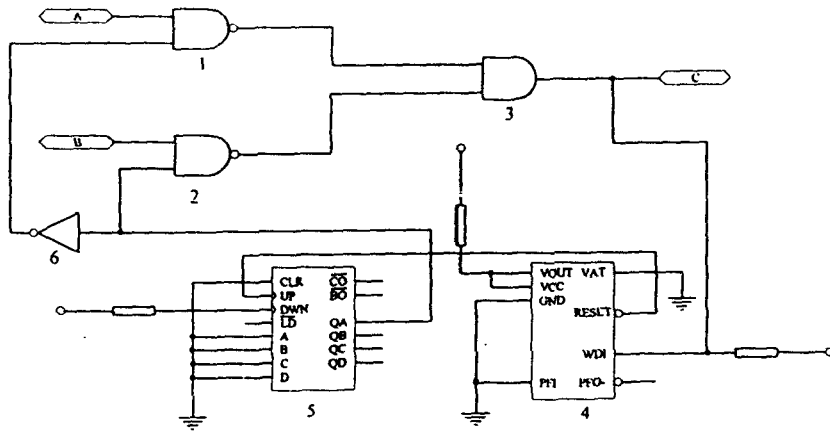 A
1
C
3
B
2
6
CLR
UP
DWN
LD
A
B
C
D
CO
BO
QA
QB
QC
QD
5
VOUT
VCC
GND
PFI
VAT
RESET
WDI
PFO-
4